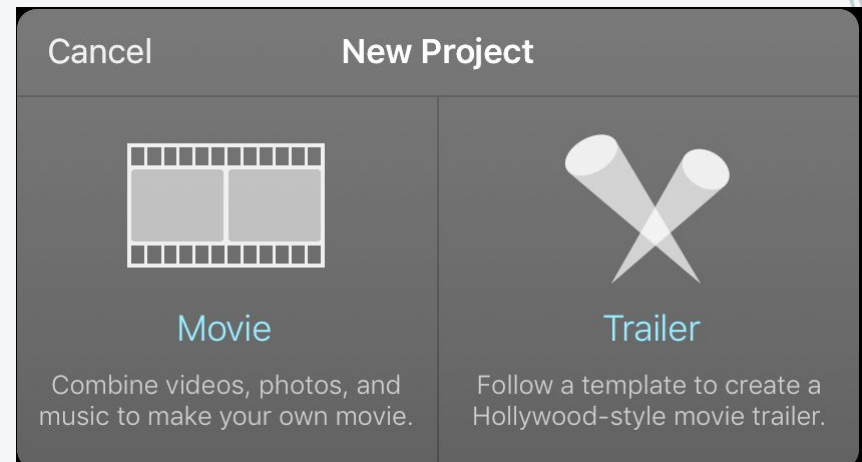 Cancel
New Project
Movie
Combine videos, photos, and
music to make your own movie.
Trailer
Follow a template to create a
Hollywood-style movie trailer.